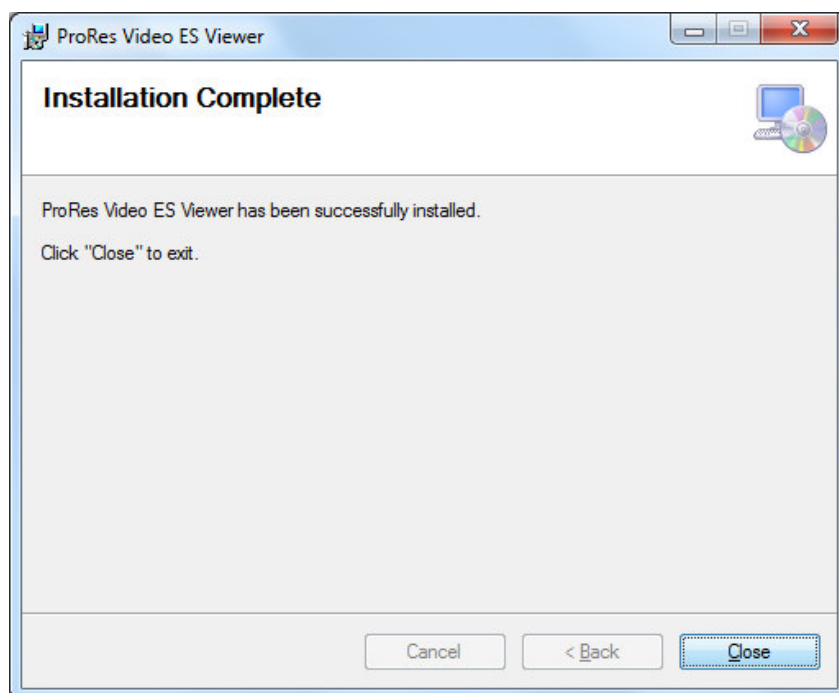 ProRes Video ES Viewer
Installation Complete
ProRes Video ES Viewer has been successfully installed.
Click "Close" to exit.
Cancel
< Back
Close